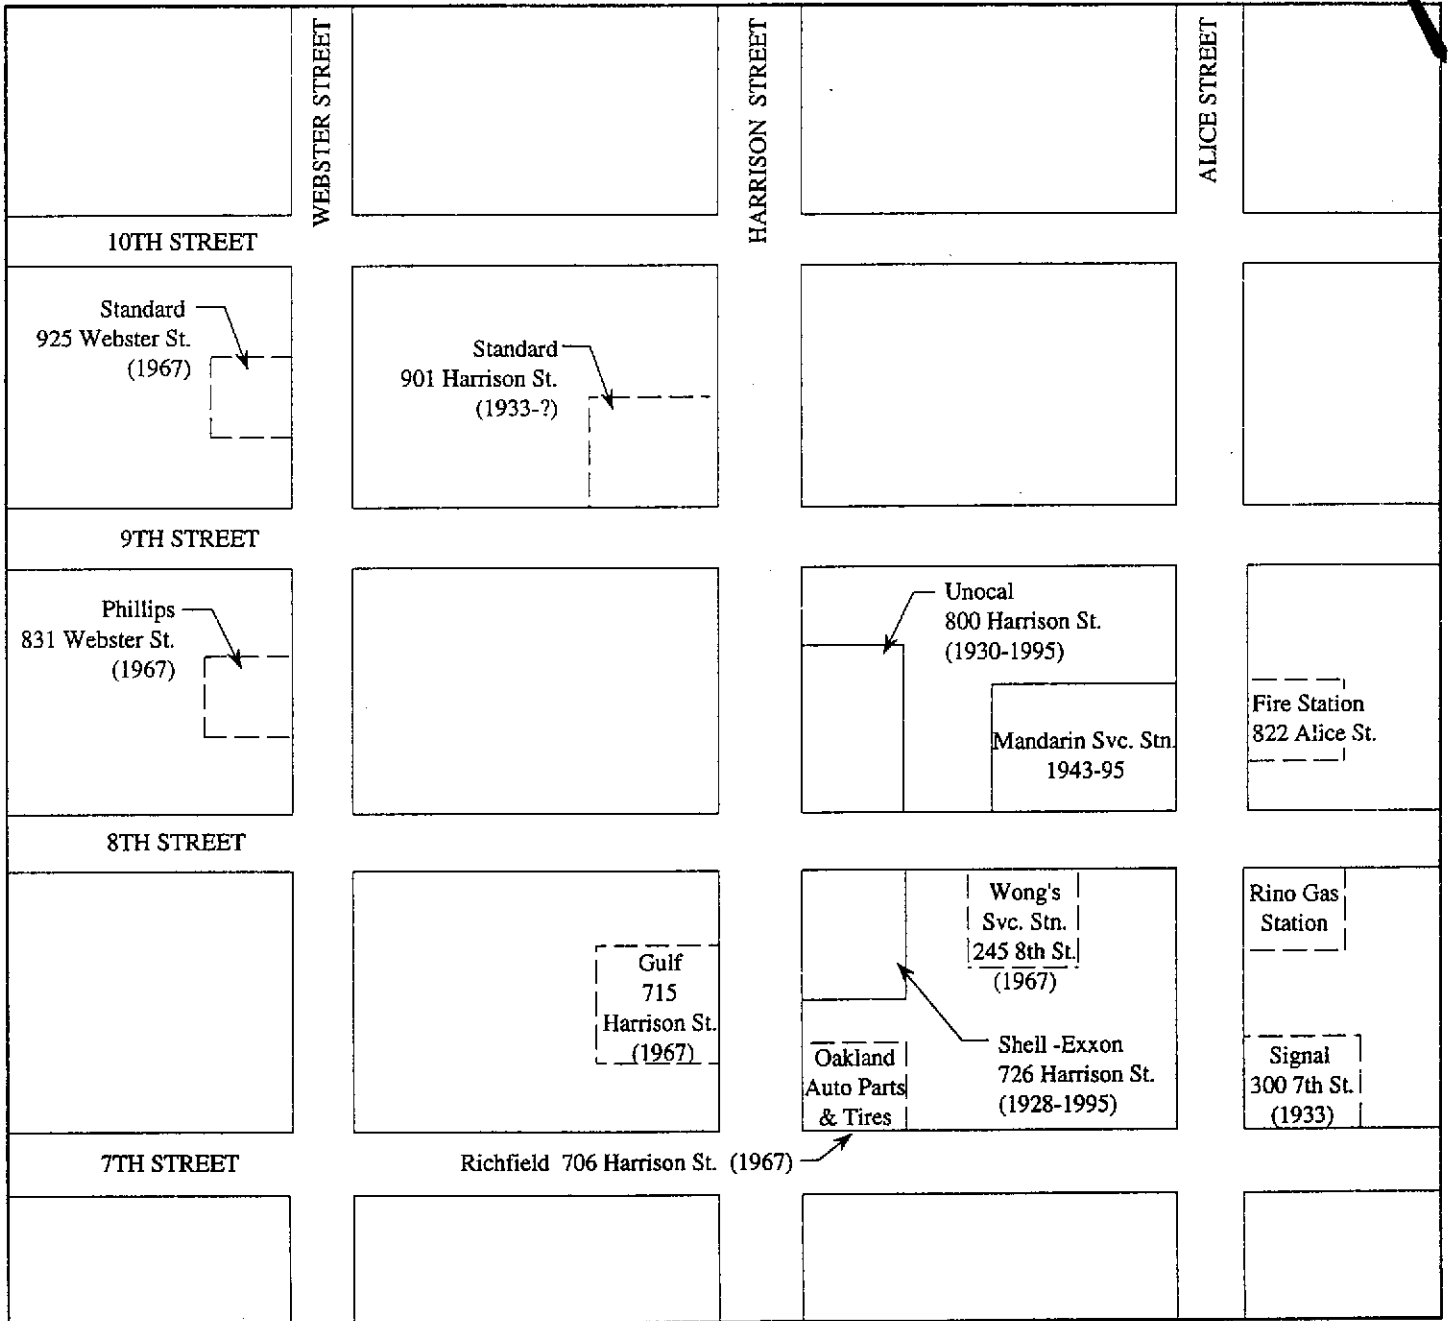 WEBSTER STREET
HARRISON STREET
ALICE STREET
10TH STREET
Standard
925 Webster St.
(1967)
Standard
901 Harrison St.
(1933-?)
9TH STREET
Phillips
831 Webster St.
(1967)
Unocal
800 Harrison St.
(1930-1995)
Mandarin Svc. Stn.
1943-95
Fire Station
822 Alice St.
8TH STREET
Gulf
715
Harrison St.
(1967)
Wong's
Svc. Stn.
245 8th St.
(1967)
Rino Gas
Station
Oakland
Auto Parts
& Tires
Shell -Exxon
726 Harrison St.
(1928-1995)
Signal
300 7th St.
(1933)
7TH STREET
Richfield 706 Harrison St. (1967)